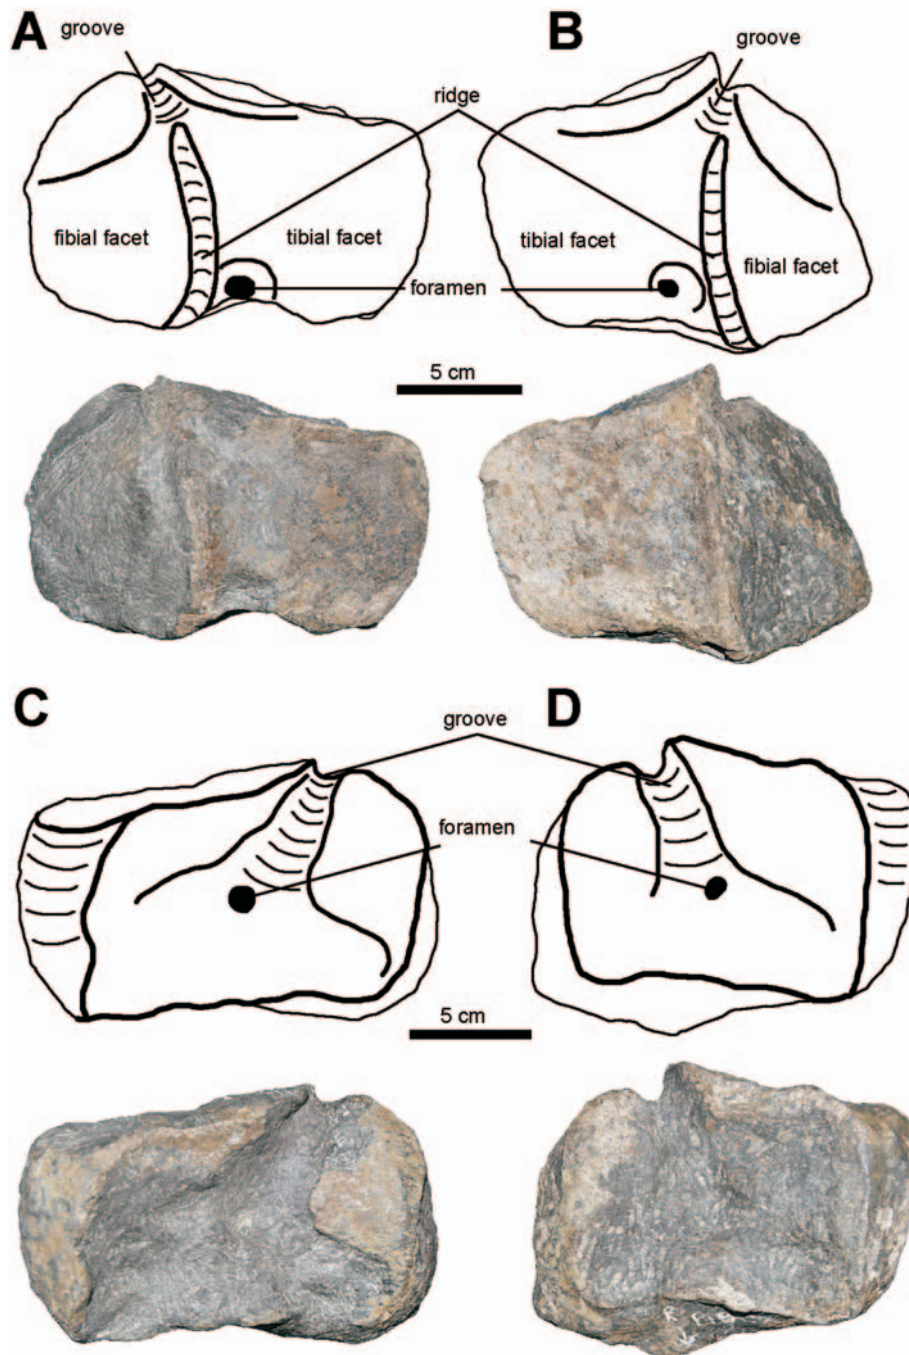 A
groove
B
groove
ridge
fibial facet
tibial facet
tibial facet
fibial facet
foramen
5 cm
C
groove
D
foramen
5 cm